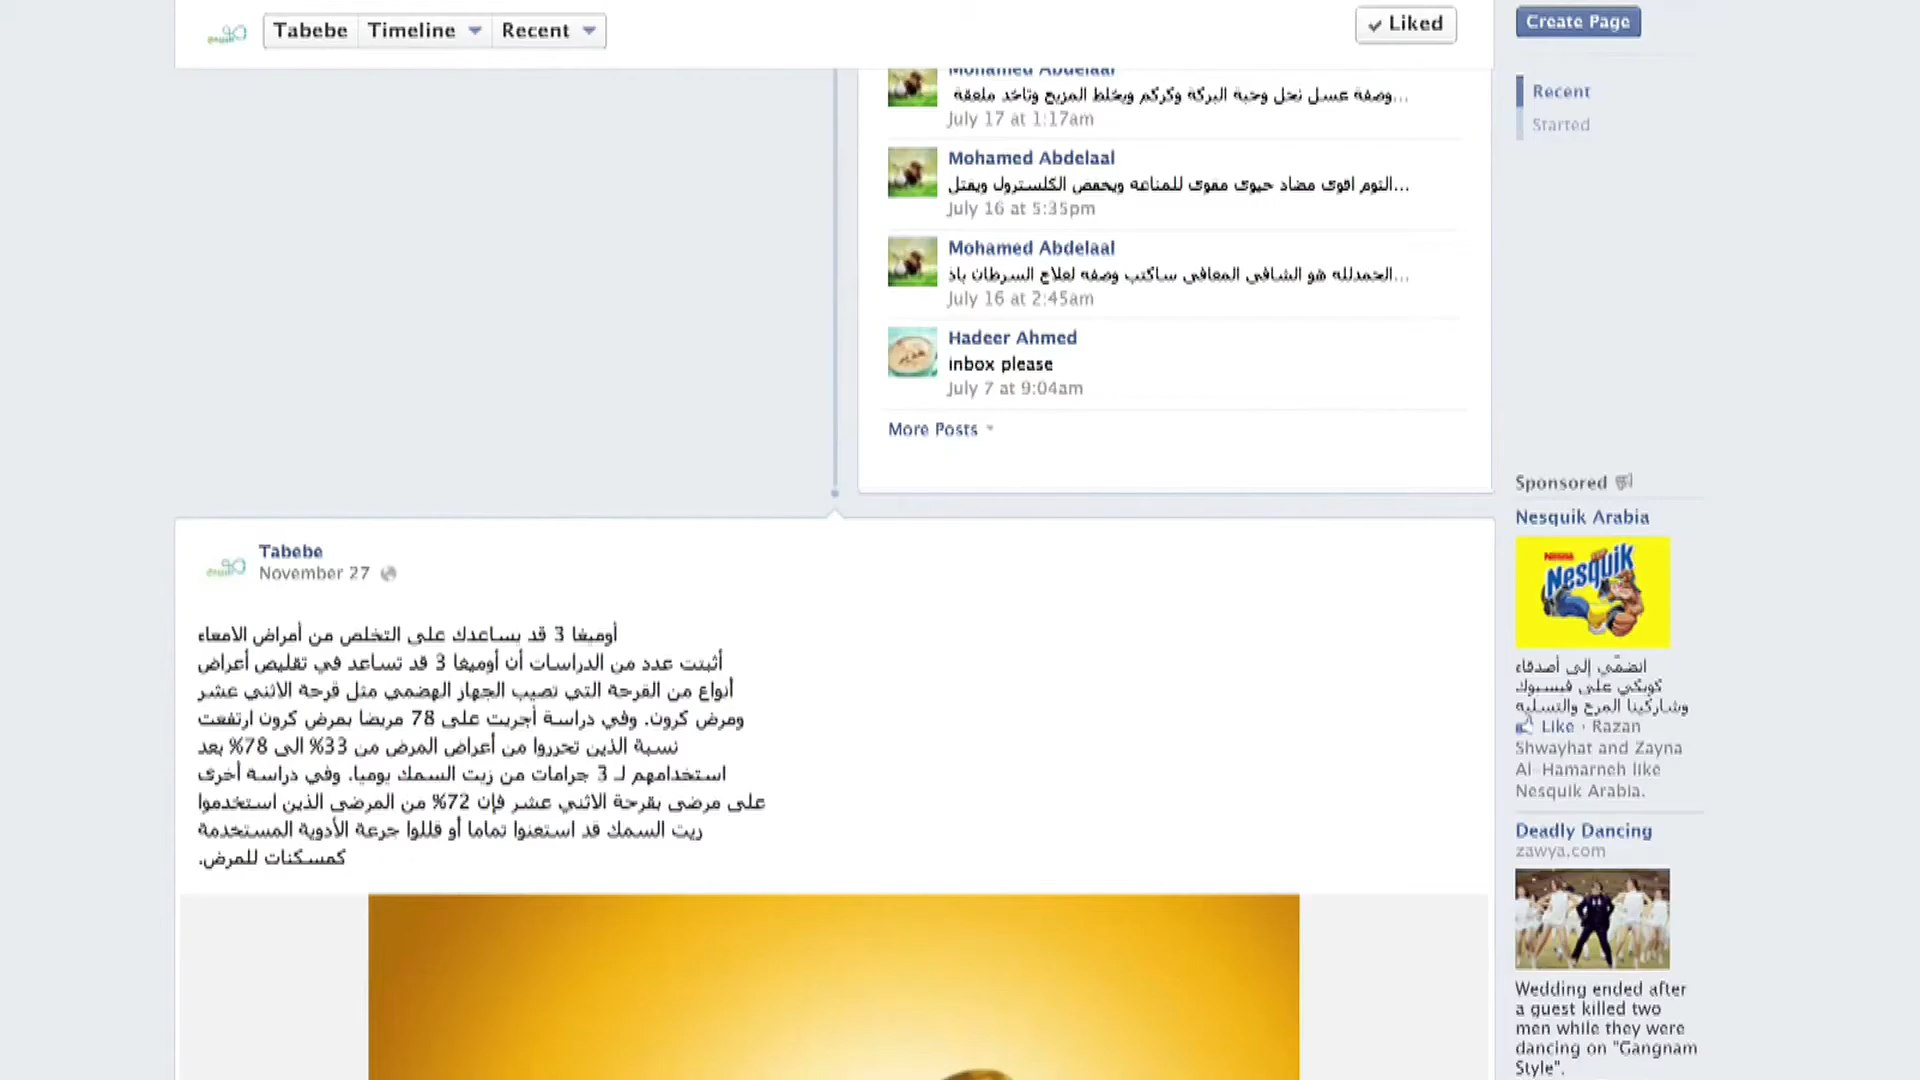 Tabebe
Timeline
Recent
Liked
Create Page
Recent
Started
Mohamed Abdelaal
وصفة عسل نحل وحبة البركة وكركم ويخلط المزيج وتاخد ملعقة...
July 17 at 1:17am
Mohamed Abdelaal
التوم اقوى مضاد حيوى مقوى للمناعه ويخفض الكلسترول ويقتل...
July 16 at 5:35pm
Mohamed Abdelaal
الحمدلله هو الشافى المعافى ساكتب وصفه لعلاج السرطان باذ...
July 16 at 2:45am
Hadeer Ahmed
inbox please
July 7 at 9:04am
More Posts
Tabebe
November 27
أوميغا 3 قد يساعدك على التخلص من أمراض الامعاء
أثبتت عدد من الدراسات أن أوميغا 3 قد تساعد في تقليص أعراض
أنواع من القرحة التي تصيب الجهاز الهضمي مثل قرحة الاثني عشر
ومرض كرون. وفي دراسة أجريت على 78 مريضا بمرض كرون ارتفعت
نسبة الذين تحرروا من أعراض المرض من 33% الى 78% بعد
استخدامهم لـ 3 جرامات من زيت السمك يوميا. وفي دراسة أخرى
على مرضى بقرحة الاثني عشر فإن 72% من المرضى الذين استخدموا
زيت السمك قد استغنوا تماما أو قللوا جرعة الأدوية المستخدمة
كمسكنات للمرض.
Sponsored
Nesquik Arabia
Nestle
Nesquik
انضمّي إلى أصدقاء
كويكي على فيسبوك
وشاركينا المرح والتسلية
Like · Razan
Shwayhat and Zayna
Al-Hamarneh like
Nesquik Arabia.
Deadly Dancing
zawya.com
Wedding ended after
a guest killed two
men while they were
dancing on "Gangnam
Style".